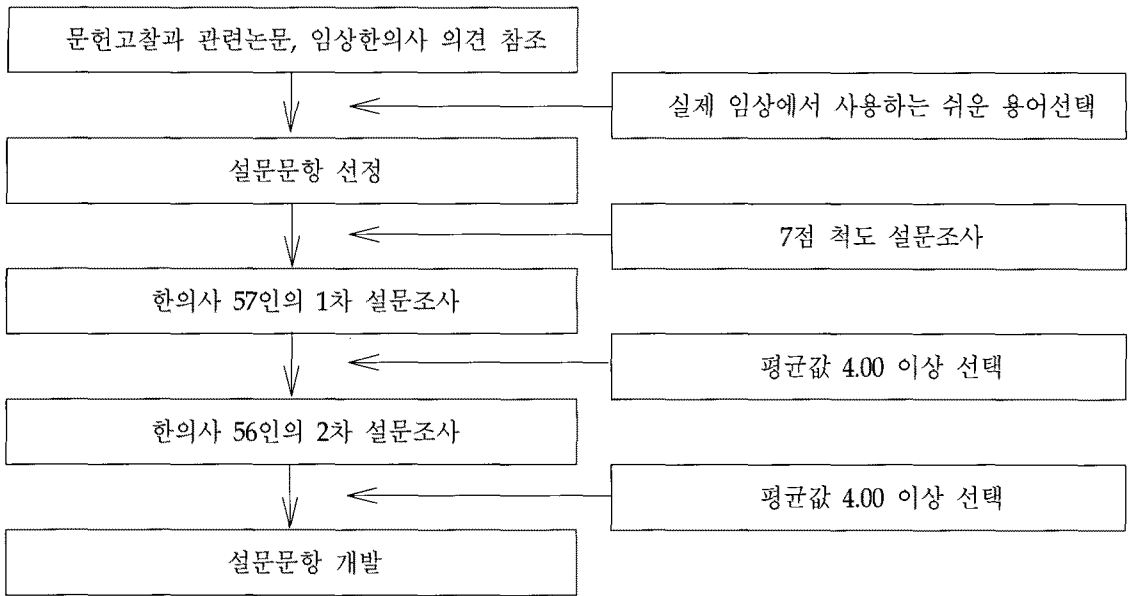 문헌고찰과 관련논문, 임상한의사 의견 참조
실제 임상에서 사용하는 쉬운 용어선택
설문문항 선정
7점 척도 설문조사
한의사 57인의 1차 설문조사
평균값 4.00 이상 선택
한의사 56인의 2차 설문조사
평균값 4.00 이상 선택
설문문항 개발